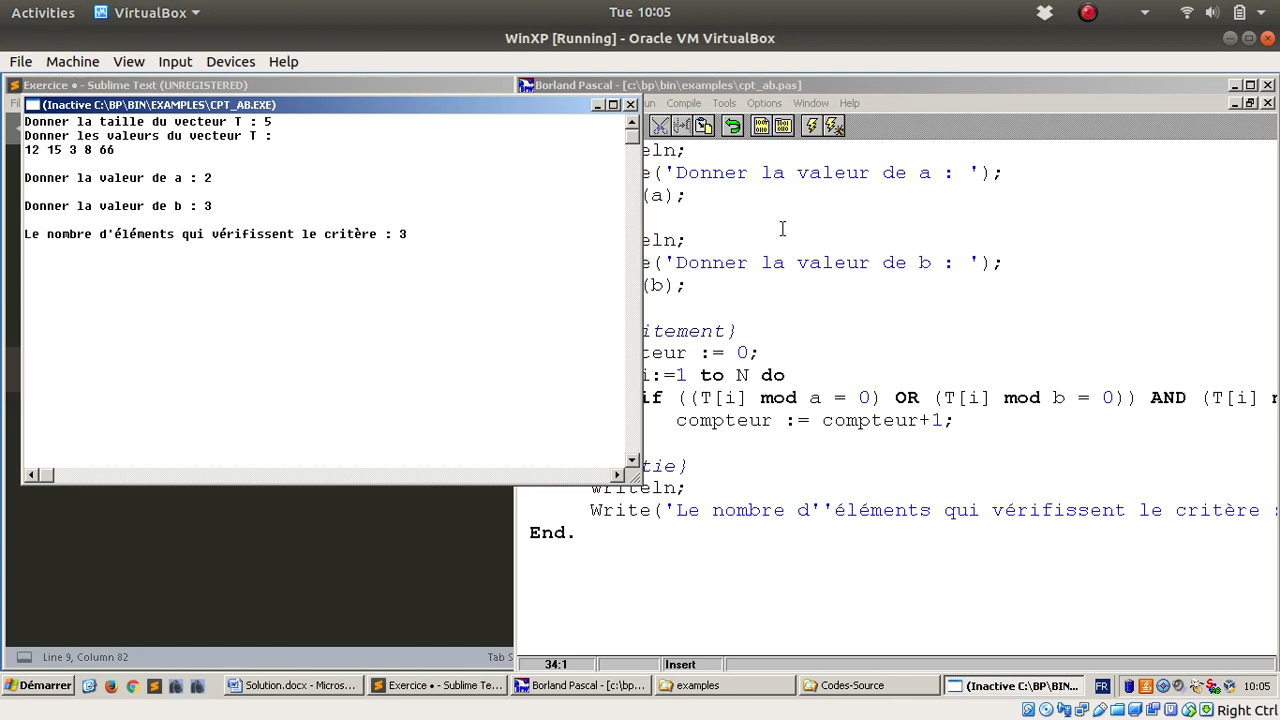 Activities VirtualBox Tue 10:05
WinXP [Running] - Oracle VM VirtualBox
File Machine View Input Devices Help
Exercice • - Sublime Text (UNREGISTERED)
Borland Pascal - [c:\bp\bin\examples\cpt_ab.pas]
(Inactive C:\BP\BIN\EXAMPLES\CPT_AB.EXE)
un Compile Tools Options Window Help
Donner la taille du vecteur T : 5
Donner les valeurs du vecteur T :
12 15 3 8 66
Donner la valeur de a : 2
Donner la valeur de b : 3
Le nombre d'éléments qui vérifissent le critère : 3
eln;
e('Donner la valeur de a : ');
(a);
eln;
e('Donner la valeur de b : ');
(b);
itement}
teur := 0;
i:=1 to N do
if ((T[i] mod a = 0) OR (T[i] mod b = 0)) AND (T[i] m
compteur := compteur+1;
tie}
writeln;
Write('Le nombre d''éléments qui vérifissent le critère :
End.
Line 9, Column 82 Tab S
34:1 Insert
Démarrer Solution.docx - Micros... Exercice • - Sublime Tex... Borland Pascal - [c:\bp... examples Codes-Source (Inactive C:\BP\BIN... FR 10:05
Right Ctrl